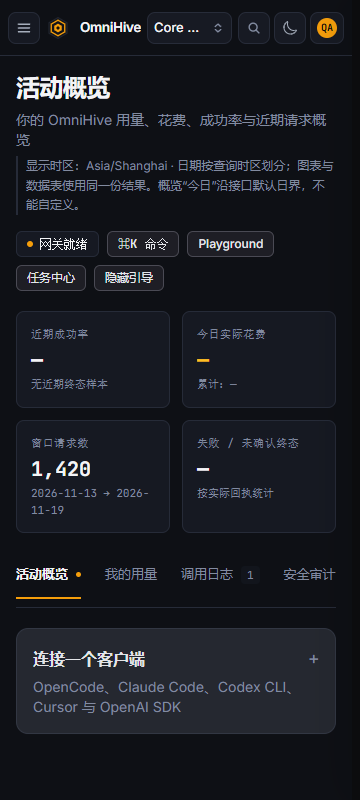 OmniHive
Core ...
QA
活动概览
你的 OmniHive 用量、花费、成功率与近期请求概
览
显示时区：Asia/Shanghai · 日期按查询时区划分；图表与
数据表使用同一份结果。概览“今日”沿接口默认日界，不
能自定义。
网关就绪
⌘K 命令
Playground
任务中心
隐藏引导
近期成功率
—
无近期终态样本
今日实际花费
—
累计: —
窗口请求数
1,420
2026-11-13 → 2026-
11-19
失败 / 未确认终态
—
按实际回执统计
活动概览
我的用量
调用日志 1
安全审计
连接一个客户端
+
OpenCode、Claude Code、Codex CLI、
Cursor 与 OpenAI SDK